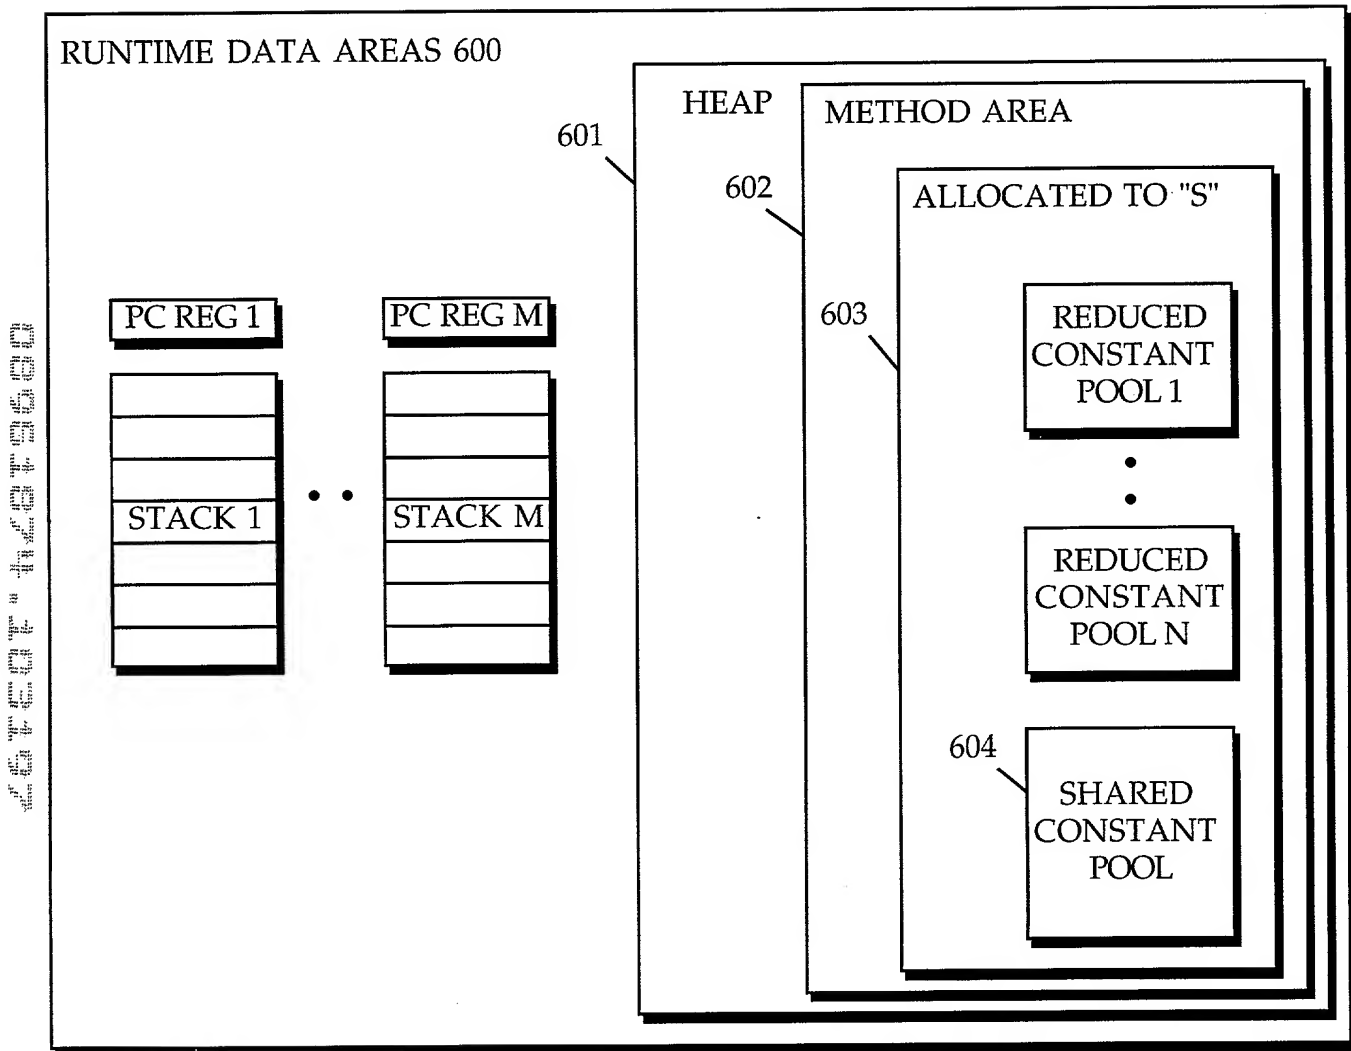 RUNTIME DATA AREAS 600
HEAP
METHOD AREA
601
602
ALLOCATED TO "S"
603
PC REG 1
PC REG M
REDUCED
CONSTANT
POOL 1
STACK 1
STACK M
REDUCED
CONSTANT
POOL N
604
SHARED
CONSTANT
POOL